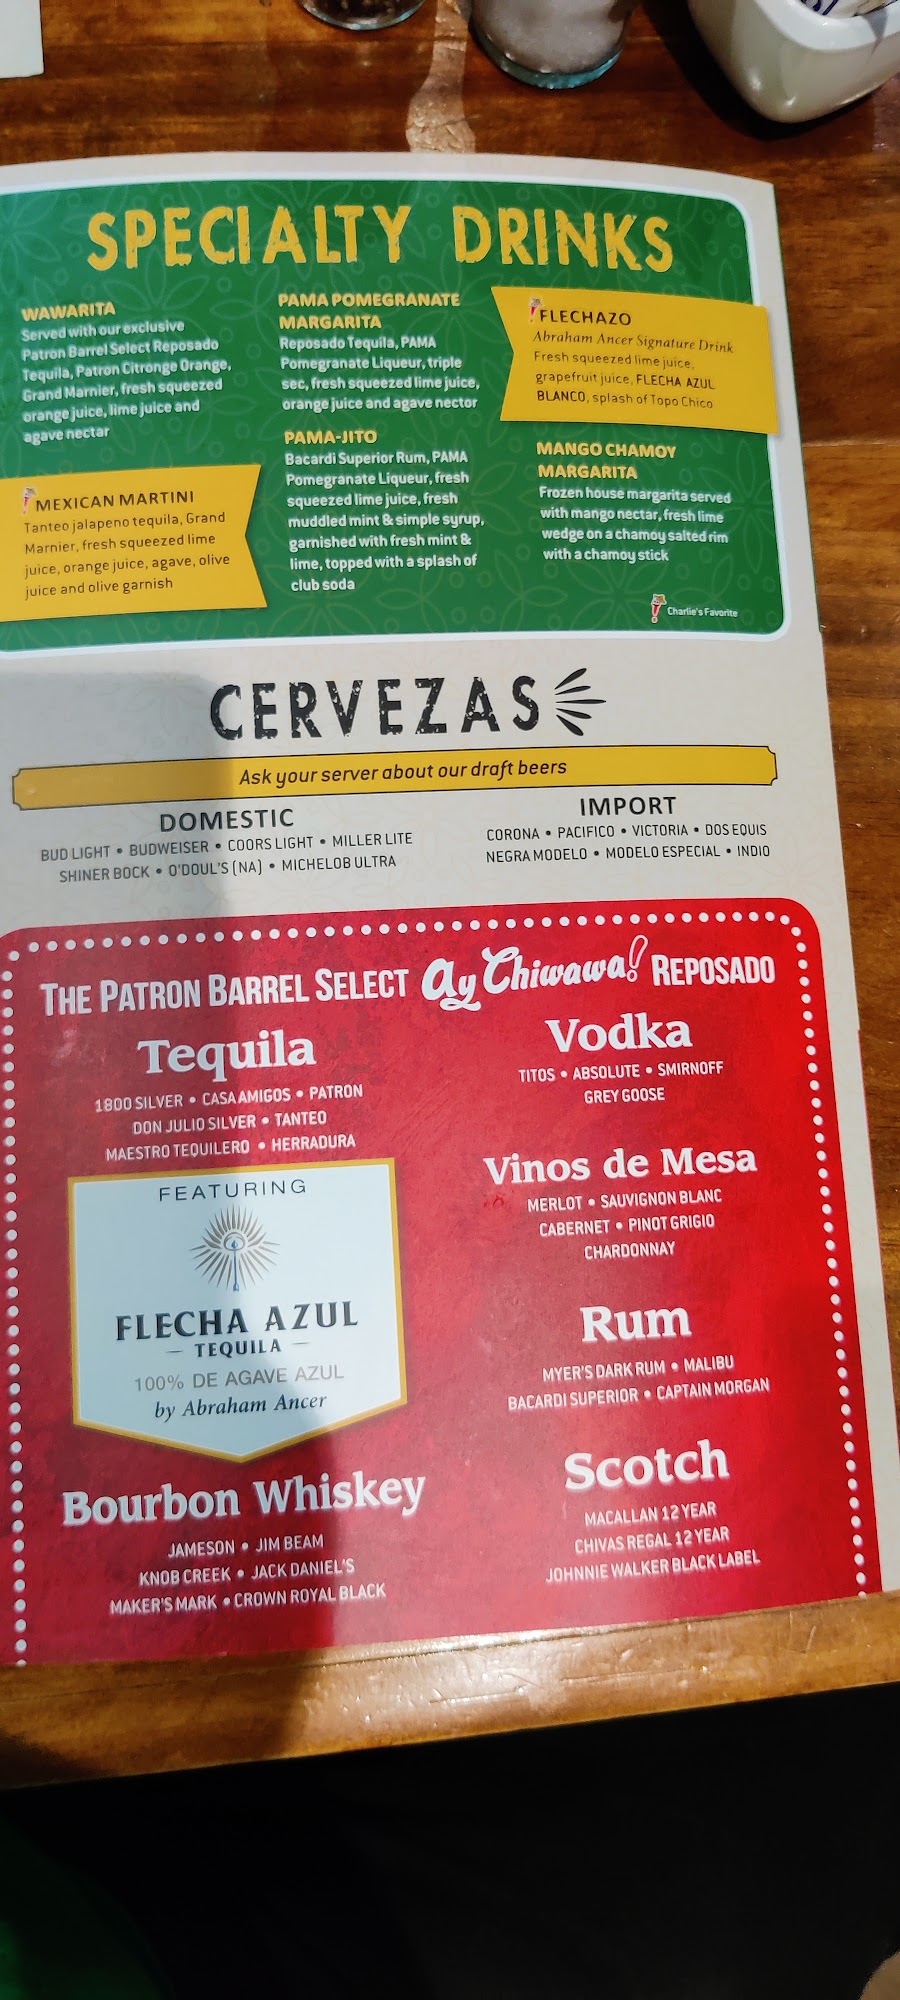 SPECIALTY DRINKS
WAWARITA
Served with our exclusive
Patron Barrel Select Reposado
Tequila, Patron Citronge Orange,
Grand Marnier, fresh squeezed
orange juice, lime juice and
agave nectar
MEXICAN MARTINI
Tanteo jalapeno tequila, Grand
Marnier, fresh squeezed lime
juice, orange juice, agave, olive
juice and olive garnish
PAMA POMEGRANATE
MARGARITA
Reposado Tequila, PAMA
Pomegranate Liqueur, triple
sec, fresh squeezed lime juice,
orange juice and agave nector
PAMA-JITO
Bacardi Superior Rum, PAMA
Pomegranate Liqueur, fresh
squeezed lime juice, fresh
muddled mint & simple syrup,
garnished with fresh mint &
lime, topped with a splash of
club soda
FLECHAZO
Abraham Ancer Signature Drink
Fresh squeezed lime juice,
grapefruit juice, FLECHA AZUL
BLANCO, splash of Topo Chico
MANGO CHAMOY
MARGARITA
Frozen house margarita served
with mango nectar, fresh lime
wedge on a chamoy salted rim
with a chamoy stick
Charlie's Favorite
CERVEZAS
Ask your server about our draft beers
DOMESTIC
BUD LIGHT • BUDWEISER • COORS LIGHT • MILLER LITE
SHINER BOCK • O'DOUL'S (NA) • MICHELOB ULTRA
IMPORT
CORONA • PACIFICO • VICTORIA • DOS EQUIS
NEGRA MODELO • MODELO ESPECIAL • INDIO
THE PATRON BARREL SELECT ay Chiwawa! REPOSADO
Tequila
1800 SILVER • CASAAMIGOS • PATRON
DON JULIO SILVER • TANTEO
MAESTRO TEQUILERO • HERRADURA
FEATURING
FLECHA AZUL
— TEQUILA —
100% DE AGAVE AZUL
by Abraham Ancer
Bourbon Whiskey
JAMESON • JIM BEAM
KNOB CREEK • JACK DANIEL'S
MAKER'S MARK • CROWN ROYAL BLACK
Vodka
TITOS • ABSOLUTE • SMIRNOFF
GREY GOOSE
Vinos de Mesa
MERLOT • SAUVIGNON BLANC
CABERNET • PINOT GRIGIO
CHARDONNAY
Rum
MYER'S DARK RUM • MALIBU
BACARDI SUPERIOR • CAPTAIN MORGAN
Scotch
MACALLAN 12 YEAR
CHIVAS REGAL 12 YEAR
JOHNNIE WALKER BLACK LABEL